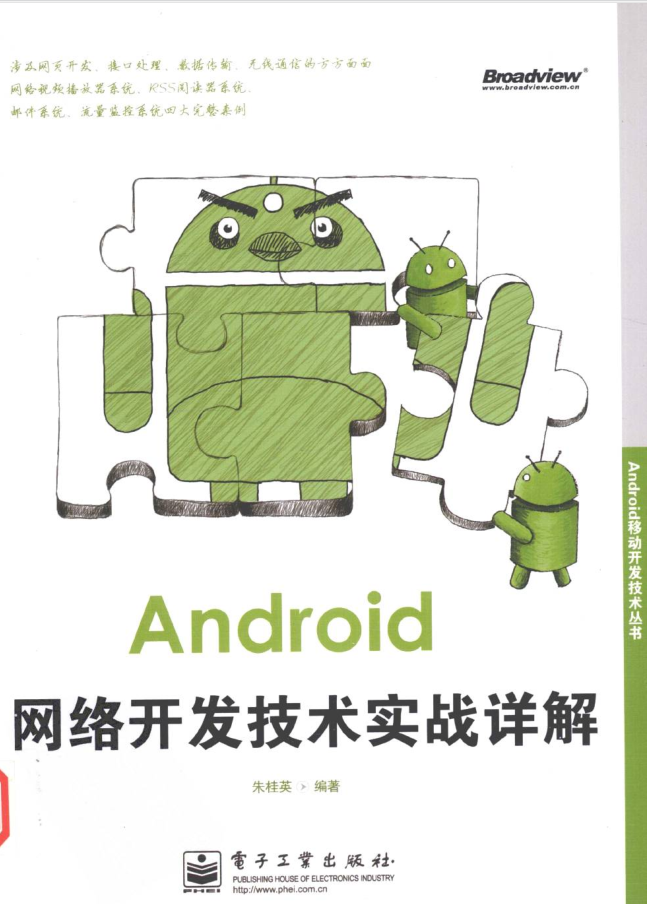 涉及网页开发、接口处理、数据传输、无线通信的方方面面
网络视频播放器系统、RSS阅读器系统、
邮件系统、流量监控系统四大完整案例
Broadview®
www.broadview.com.cn
Android移动开发技术丛书
Android
网络开发技术实战详解
朱桂英 编著
電子工業出版社·
PUBLISHING HOUSE OF ELECTRONICS INDUSTRY
http://www.phei.com.cn
PHEI